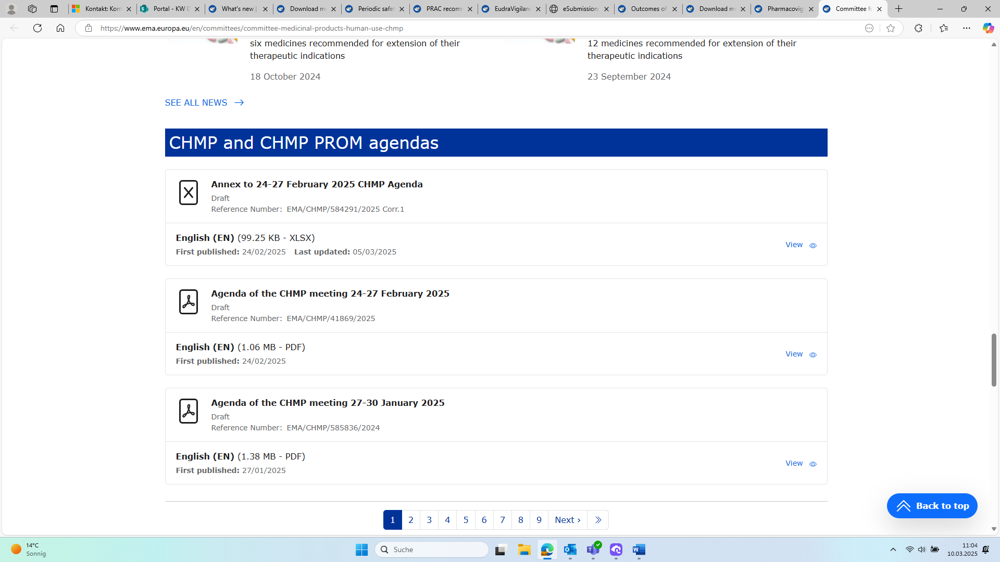 Kontakt: Kon
Portal - KW 0
What's new |
Download m
Periodic safet
PRAC recom
EudraVigilan
eSubmission
Outcomes of
Download m
Pharmacovig
Committee fo
https://www.ema.europa.eu/en/committees/committee-medicinal-products-human-use-chmp
six medicines recommended for extension of their
therapeutic indications
18 October 2024
12 medicines recommended for extension of their
therapeutic indications
23 September 2024
SEE ALL NEWS
CHMP and CHMP PROM agendas
Annex to 24-27 February 2025 CHMP Agenda
Draft
Reference Number: EMA/CHMP/584291/2025 Corr.1
English (EN) (99.25 KB - XLSX)
First published: 24/02/2025 Last updated: 05/03/2025
View
Agenda of the CHMP meeting 24-27 February 2025
Draft
Reference Number: EMA/CHMP/41869/2025
English (EN) (1.06 MB - PDF)
First published: 24/02/2025
View
Agenda of the CHMP meeting 27-30 January 2025
Draft
Reference Number: EMA/CHMP/585836/2024
English (EN) (1.38 MB - PDF)
First published: 27/01/2025
View
Back to top
1 2 3 4 5 6 7 8 9 Next ›
14°C
Sonnig
Suche
11:04
10.03.2025